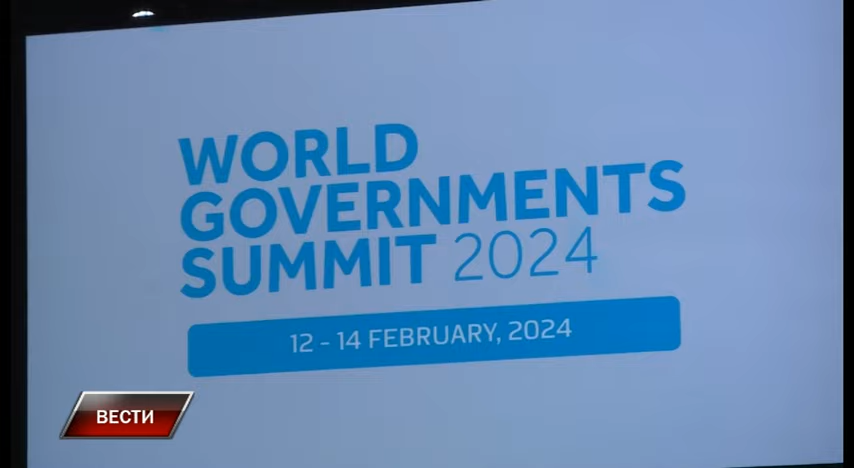 WORLD
GOVERNMENTS
SUMMIT 2024
12 - 14 FEBRUARY, 2024
ВЕСТИ